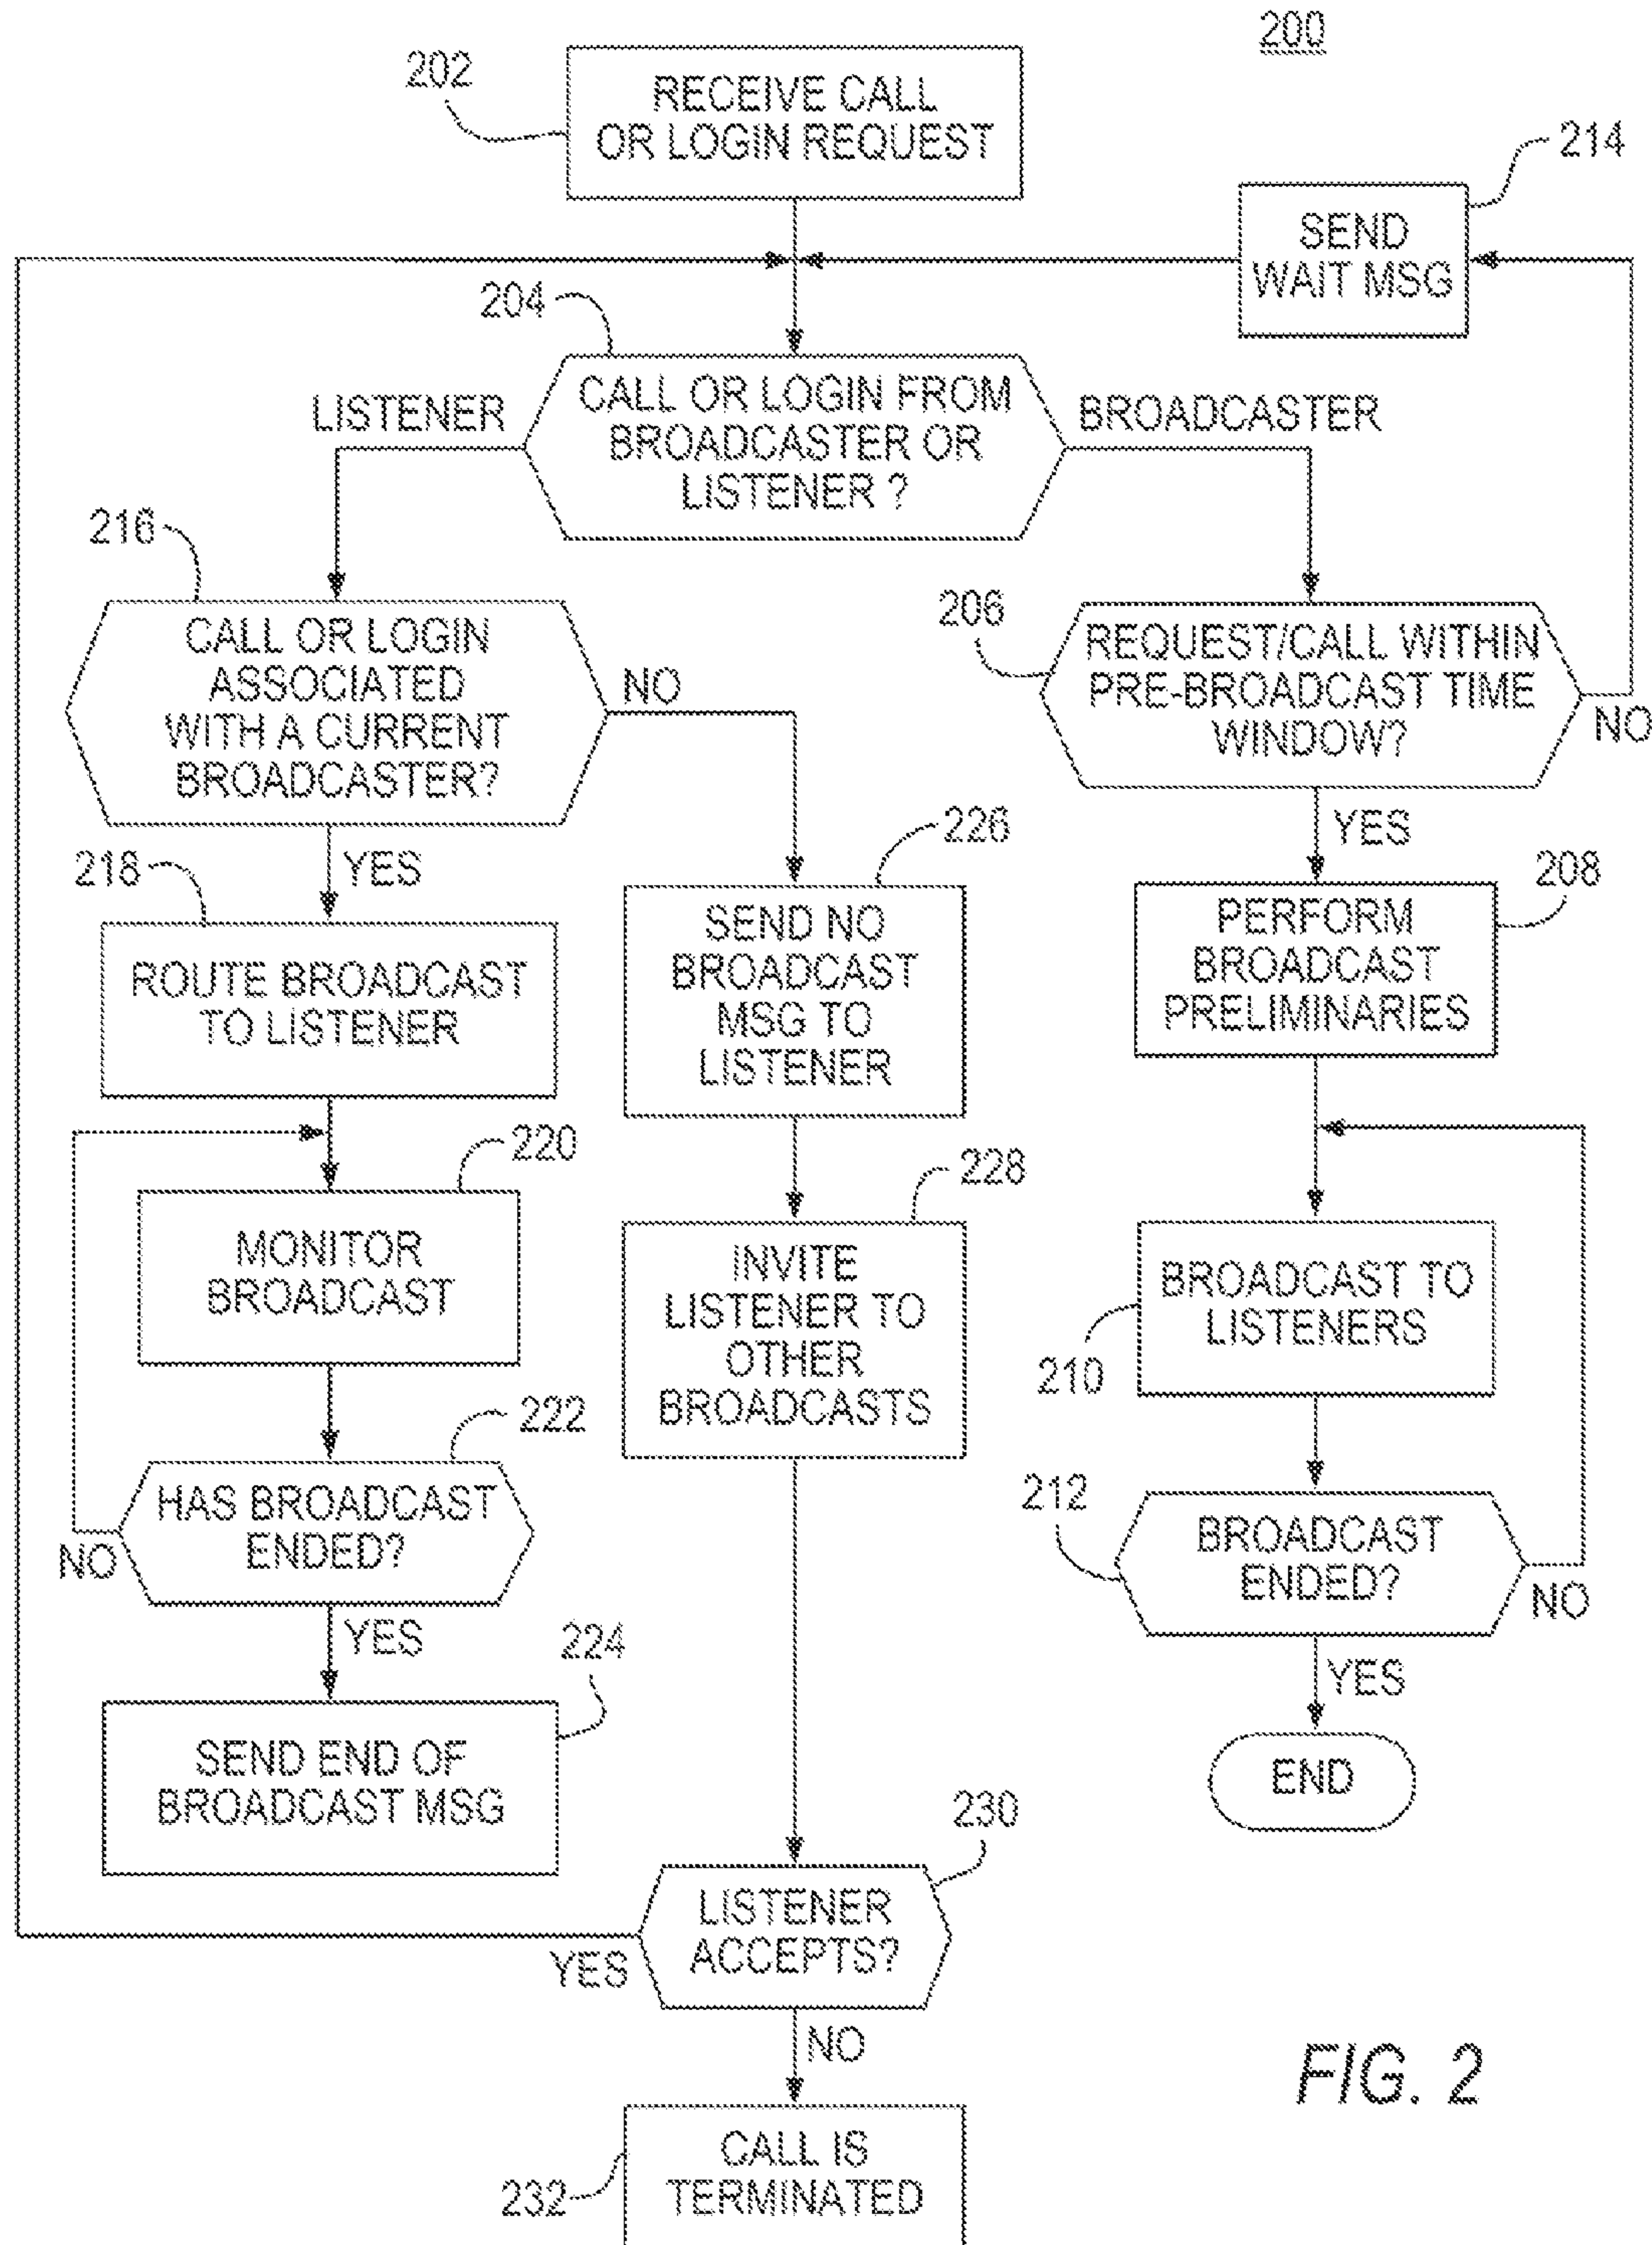 200
202
RECEIVE CALL
OR LOGIN REQUEST
214
SEND
WAIT MSG
204
CALL OR LOGIN FROM
BROADCASTER OR
LISTENER ?
LISTENER
BROADCASTER
216
CALL OR LOGIN
ASSOCIATED
WITH A CURRENT
BROADCASTER?
NO
206
REQUEST/CALL WITHIN
PRE-BROADCAST TIME
WINDOW?
NO
YES
218
YES
226
208
ROUTE BROADCAST
TO LISTENER
SEND NO
BROADCAST
MSG TO
LISTENER
PERFORM
BROADCAST
PRELIMINARIES
220
MONITOR
BROADCAST
228
INVITE
LISTENER TO
OTHER
BROADCASTS
BROADCAST TO
LISTENERS
210
222
HAS BROADCAST
ENDED?
NO
YES
212
BROADCAST
ENDED?
NO
YES
224
SEND END OF
BROADCAST MSG
END
230
LISTENER
ACCEPTS?
YES
NO
232
CALL IS
TERMINATED
FIG. 2